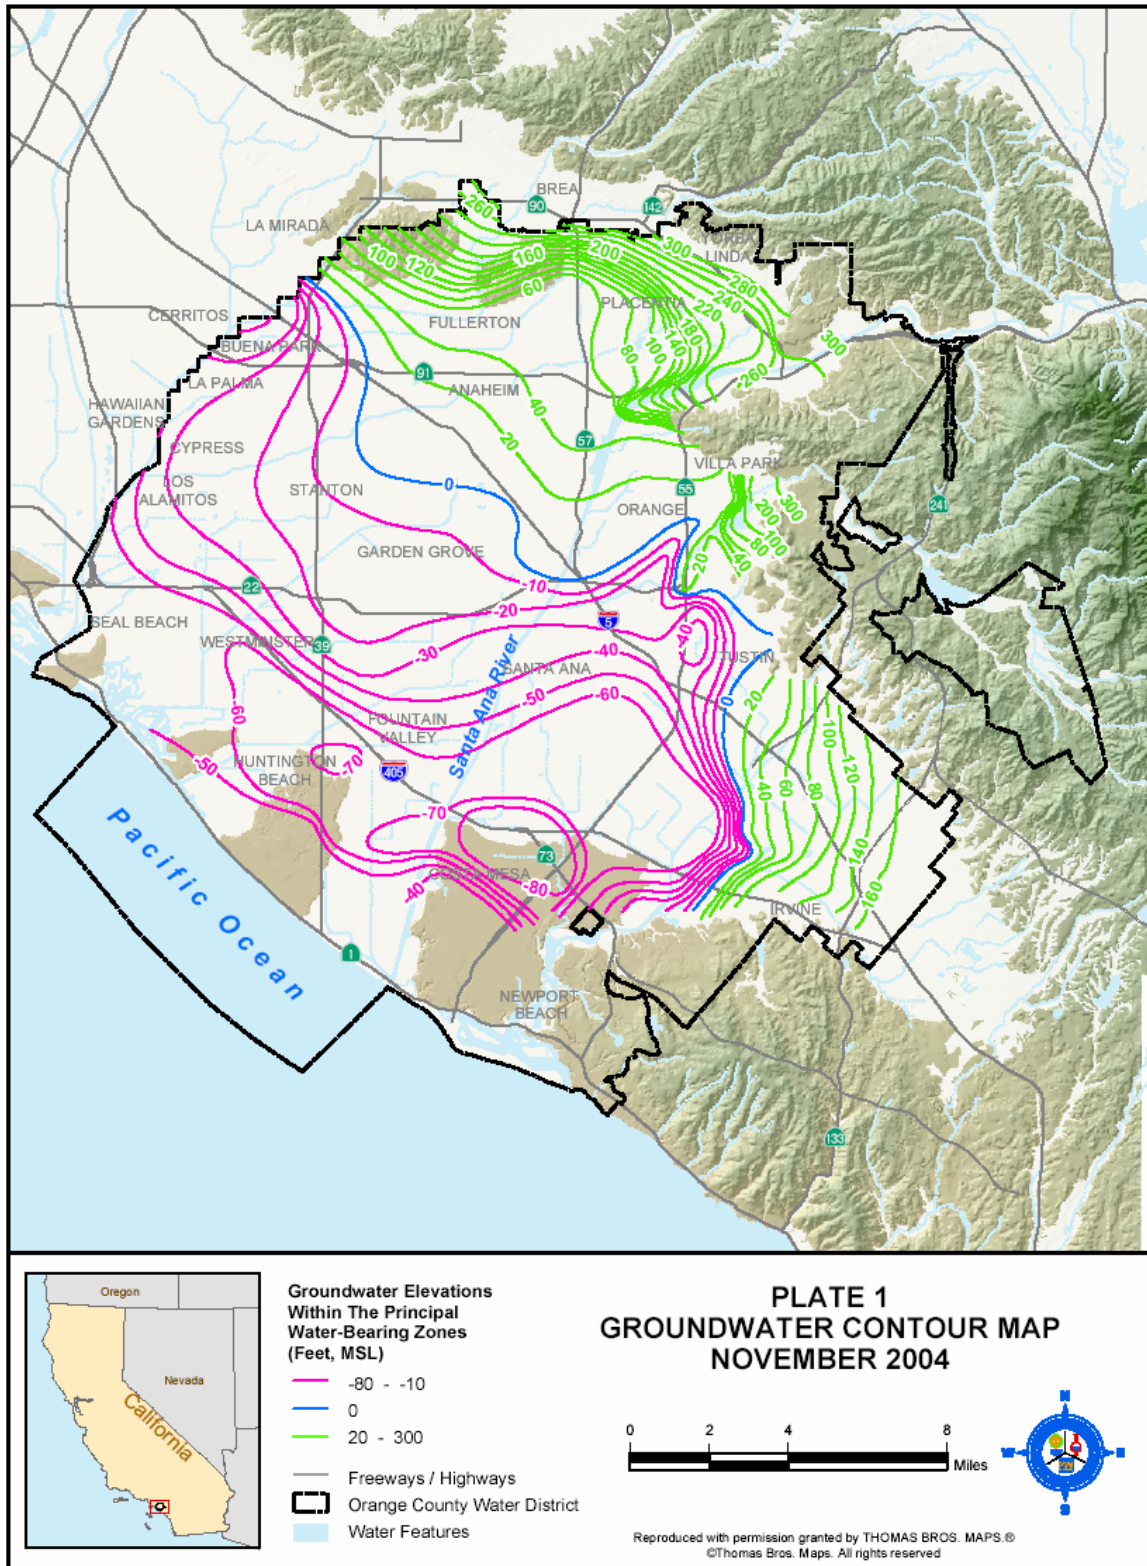 BREA
90
142
260
LA MIRADA
YORBA
LINDA
300
100
120
160
200
60
280
240
CERRITOS
FULLERTON
PLACENTIA
220
180
140
100
80
300
BUENA PARK
LA PALMA
91
ANAHEIM
260
HAWAIIAN
GARDENS
40
CYPRESS
20
57
VILLA PARK
LOS
ALAMITOS
STANTON
0
55
ORANGE
300
200
100
80
40
20
241
GARDEN GROVE
-10
22
-20
SEAL BEACH
WESTMINSTER
39
5
-40
-30
-40
SANTA ANA
TUSTIN
-50
-60
0
20
-60
FOUNTAIN
VALLEY
Santa Ana River
100
120
-50
HUNTINGTON
BEACH
-70
405
40
60
80
-70
140
73
Pacific Ocean
COSTA MESA
-80
-40
160
IRVINE
1
NEWPORT
BEACH
133
Oregon
Nevada
California
Groundwater Elevations
Within The Principal
Water-Bearing Zones
(Feet, MSL)
-80 - -10
0
20 - 300
Freeways / Highways
Orange County Water District
Water Features
PLATE 1
GROUNDWATER CONTOUR MAP
NOVEMBER 2004
0 2 4 8
Miles
N
W E
S
Reproduced with permission granted by THOMAS BROS. MAPS.®
©Thomas Bros. Maps. All rights reserved